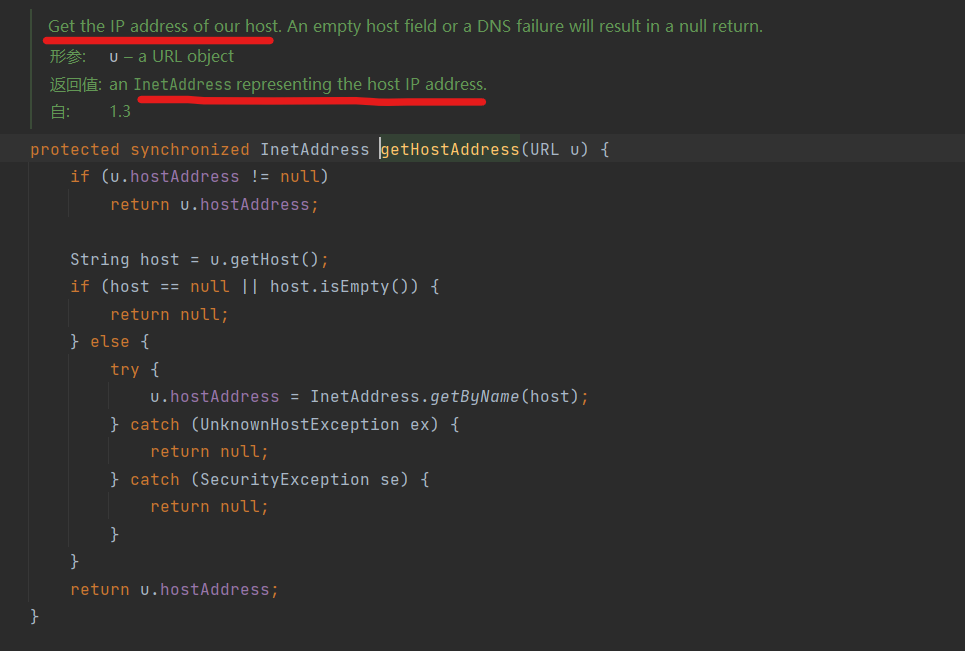 Get the IP address of our host. An empty host field or a DNS failure will result in a null return.
形参: u – a URL object
返回值: an InetAddress representing the host IP address.
自: 1.3
protected synchronized InetAddress getHostAddress(URL u) {
if (u.hostAddress != null)
return u.hostAddress;
String host = u.getHost();
if (host == null || host.isEmpty()) {
return null;
} else {
try {
u.hostAddress = InetAddress.getByName(host);
} catch (UnknownHostException ex) {
return null;
} catch (SecurityException se) {
return null;
}
}
return u.hostAddress;
}